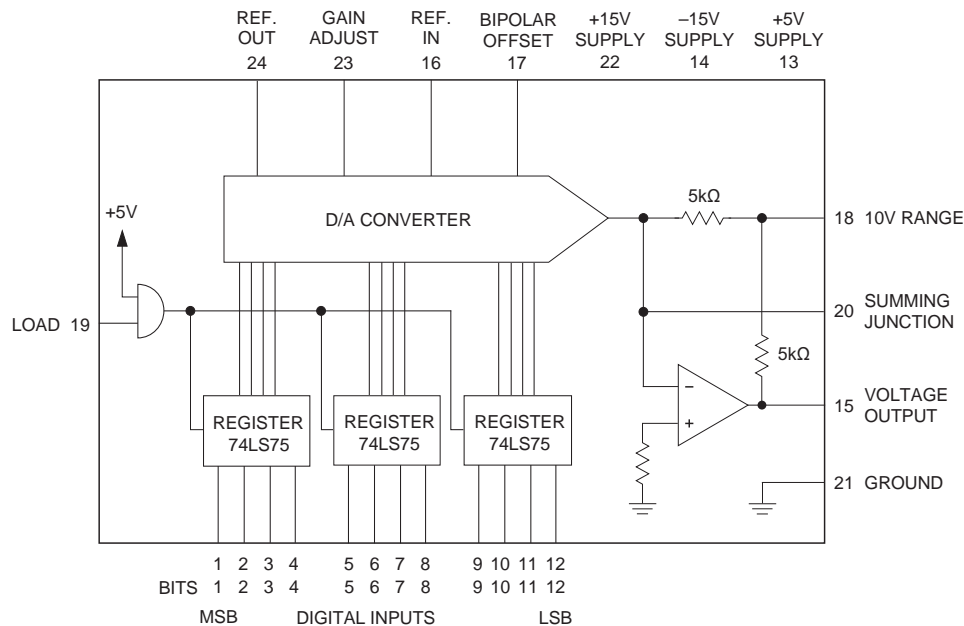 REF. OUT 24
GAIN ADJUST 23
REF. IN 16
BIPOLAR OFFSET 17
+15V SUPPLY 22
–15V SUPPLY 14
+5V SUPPLY 13
D/A CONVERTER
5kΩ
18 10V RANGE
+5V
LOAD 19
20 SUMMING JUNCTION
5kΩ
–
+
15 VOLTAGE OUTPUT
REGISTER 74LS75
REGISTER 74LS75
REGISTER 74LS75
21 GROUND
1 2 3 4 5 6 7 8 9 10 11 12
BITS 1 2 3 4 5 6 7 8 9 10 11 12
MSB DIGITAL INPUTS LSB